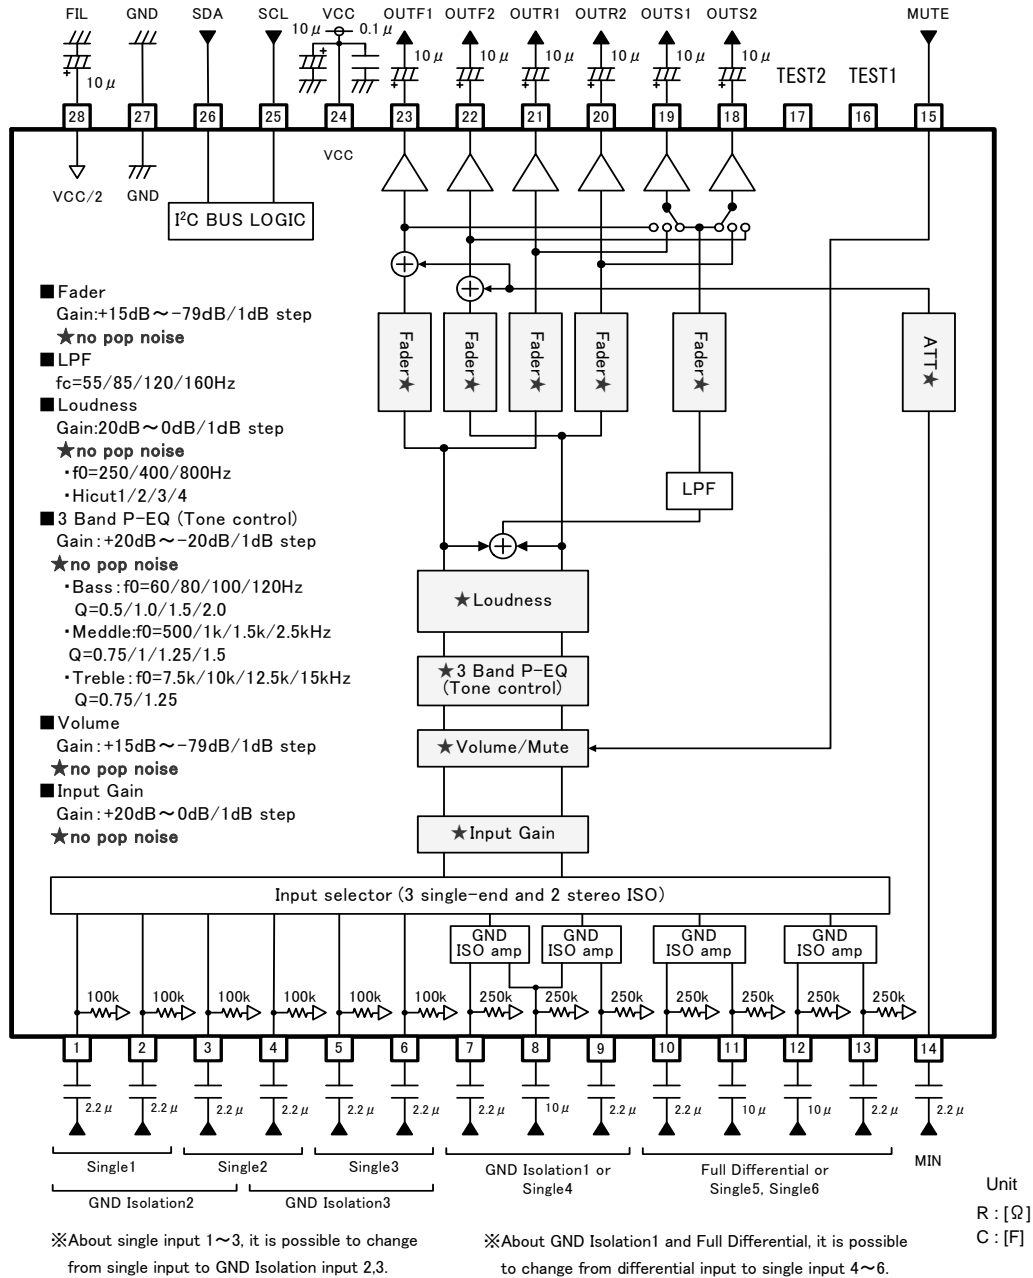 FIL GND SDA SCL VCC OUTF1 OUTF2 OUTR1 OUTR2 OUTS1 OUTS2 MUTE
10μ 0.1μ
10μ 10μ 10μ 10μ 10μ 10μ 10μ
TEST2 TEST1
28 27 26 25 24 23 22 21 20 19 18 17 16 15
VCC
VCC/2 GND
I²C BUS LOGIC
■Fader
Gain:+15dB～-79dB/1dB step
★no pop noise
■LPF
fc=55/85/120/160Hz
■Loudness
Gain:20dB～0dB/1dB step
★no pop noise
・f0=250/400/800Hz
・Hicut1/2/3/4
■3 Band P-EQ (Tone control)
Gain:+20dB～-20dB/1dB step
★no pop noise
・Bass:f0=60/80/100/120Hz
Q=0.5/1.0/1.5/2.0
・Meddle:f0=500/1k/1.5k/2.5kHz
Q=0.75/1/1.25/1.5
・Treble:f0=7.5k/10k/12.5k/15kHz
Q=0.75/1.25
■Volume
Gain:+15dB～-79dB/1dB step
★no pop noise
■Input Gain
Gain:+20dB～0dB/1dB step
★no pop noise
Fader★ Fader★ Fader★ Fader★ Fader★ ATT★
LPF
★Loudness
★3 Band P-EQ
(Tone control)
★Volume/Mute
★Input Gain
Input selector (3 single-end and 2 stereo ISO)
GND
ISO amp
GND
ISO amp
GND
ISO amp
GND
ISO amp
100k 100k 100k 100k 100k 100k 250k 250k 250k 250k 250k 250k 250k
1 2 3 4 5 6 7 8 9 10 11 12 13 14
2.2μ 2.2μ 2.2μ 2.2μ 2.2μ 2.2μ 2.2μ 10μ 2.2μ 2.2μ 10μ 10μ 2.2μ 2.2μ
Single1 Single2 Single3
GND Isolation2 GND Isolation3
GND Isolation1 or
Single4
Full Differential or
Single5, Single6
MIN
Unit
R : [Ω]
C : [F]
※About single input 1～3, it is possible to change
from single input to GND Isolation input 2,3.
※About GND Isolation1 and Full Differential, it is possible
to change from differential input to single input 4～6.